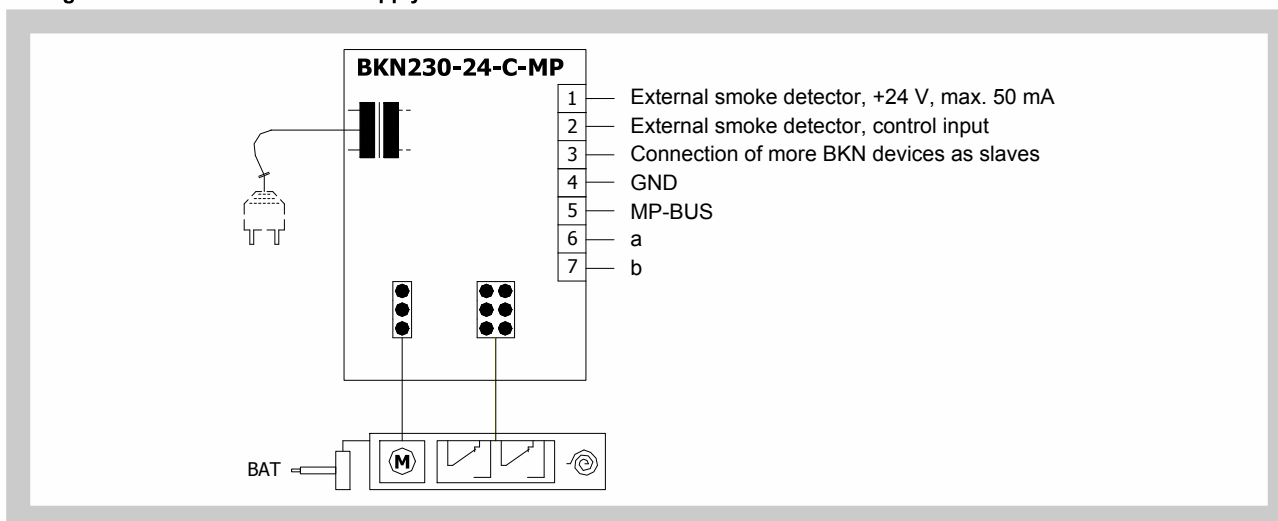 BKN230-24-C-MP
1 External smoke detector, +24 V, max. 50 mA
2 External smoke detector, control input
3 Connection of more BKN devices as slaves
4 GND
5 MP-BUS
6 a
7 b
BAT
M